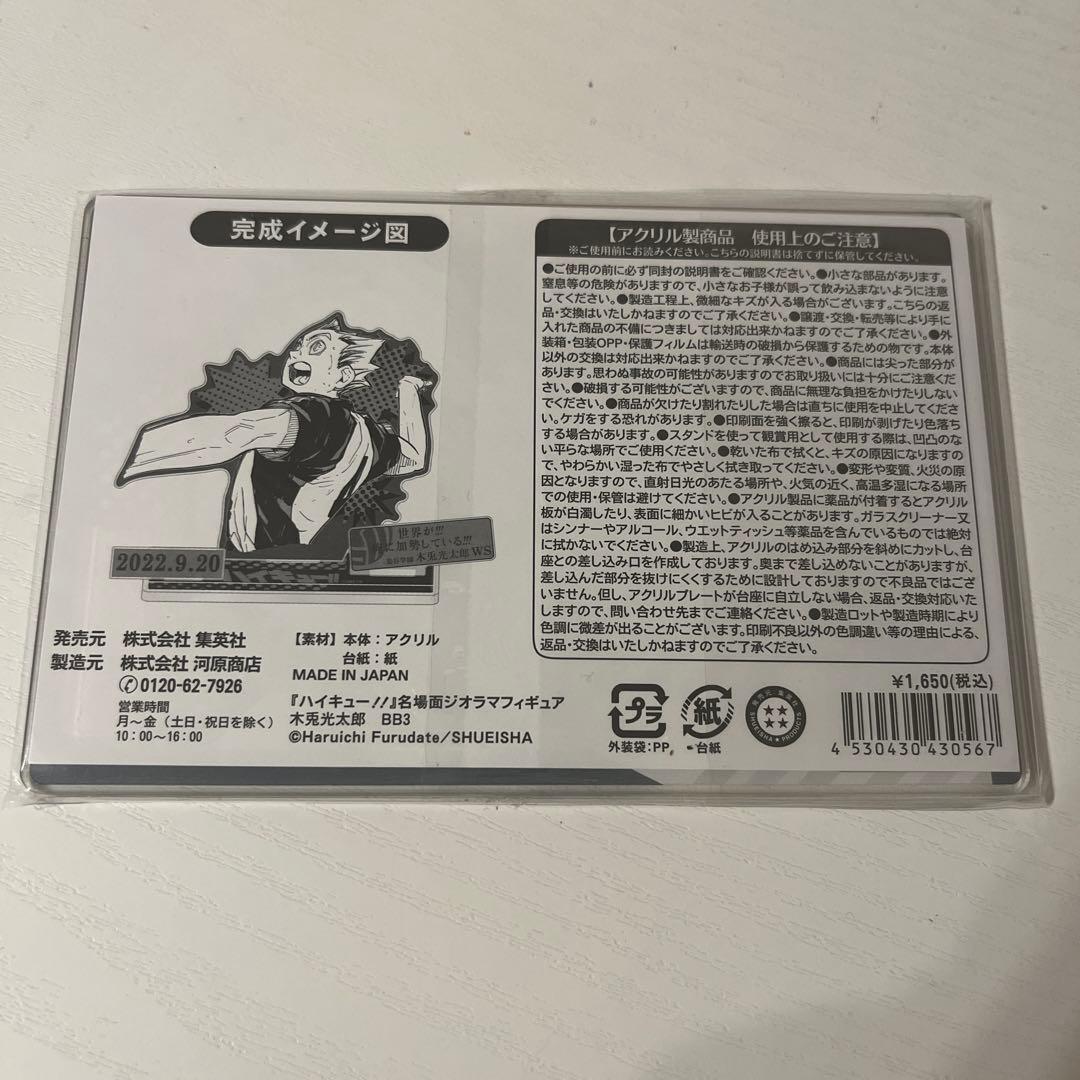 完成イメージ図
2022.9.20
世界が!!!
に加勢している!!!
梟谷学園 木兎光太郎 WS
発売元 株式会社 集英社
製造元 株式会社 河原商店
0120-62-7926
営業時間
月〜金（土日・祝日を除く）
10：00〜16：00
【素材】本体：アクリル
台紙：紙
MADE IN JAPAN
『ハイキュー!!』名場面ジオラマフィギュア
木兎光太郎 BB3
©Haruichi Furudate/SHUEISHA
【アクリル製商品 使用上のご注意】
※ご使用前にお読みください。こちらの説明書は捨てずに保管してください。
●ご使用の前に必ず同封の説明書をご確認ください。●小さな部品があります。
窒息等の危険がありますので、小さなお子様が誤って飲み込まないように注意
してください。●製造工程上、微細なキズが入る場合がございます。こちらの返
品・交換はいたしかねますのでご了承ください。●譲渡・交換・転売等により手に
入れた商品の不備につきましては対応出来かねますのでご了承ください。●外
装箱・包装OPP・保護フィルムは輸送時の破損から保護するための物です。本体
以外の交換は対応出来かねますのでご了承ください。●商品には尖った部分が
あります。思わぬ事故の可能性がありますのでお取り扱いには十分にご注意くだ
さい。●破損する可能性がございますので、商品に無理な負担をかけたりしない
でください。●商品が欠けたり割れたりした場合は直ちに使用を中止してくださ
い。ケガをする恐れがあります。●印刷面を強く擦ると、印刷が剥げたり色落ち
する場合があります。●スタンドを使って観賞用として使用する際は、凹凸のな
い平らな場所でご使用ください。●乾いた布で拭くと、キズの原因になりますの
で、やわらかい湿った布でやさしく拭き取ってください。●変形や変質、火災の原
因となりますので、直射日光のあたる場所や、火気の近く、高温多湿になる場所
での使用・保管は避けてください。●アクリル製品に薬品が付着するとアクリル
板が白濁したり、表面に細かいヒビが入ることがあります。ガラスクリーナー又
はシンナーやアルコール、ウエットティッシュ等薬品を含んでいるものでは絶対
に拭かないでください。●製造上、アクリルのはめ込み部分を斜めにカットし、台
座との差し込み口を作成しております。奥まで差し込めないことがありますが、
差し込んだ部分を抜けにくくするために設計しておりますので不良品ではござ
いません。但し、アクリルプレートが台座に自立しない場合、返品・交換対応いた
しますので、問い合わせ先までご連絡ください。●製造ロットや製造時期により
色調に微差が出ることがございます。印刷不良以外の色調違い等の理由による、
返品・交換はいたしかねますのでご了承ください。
¥1,650(税込)
プラ
外装袋：PP
紙
台紙
発売元 集英社
SHUEISHA PRODUCTS
4 530430 430567